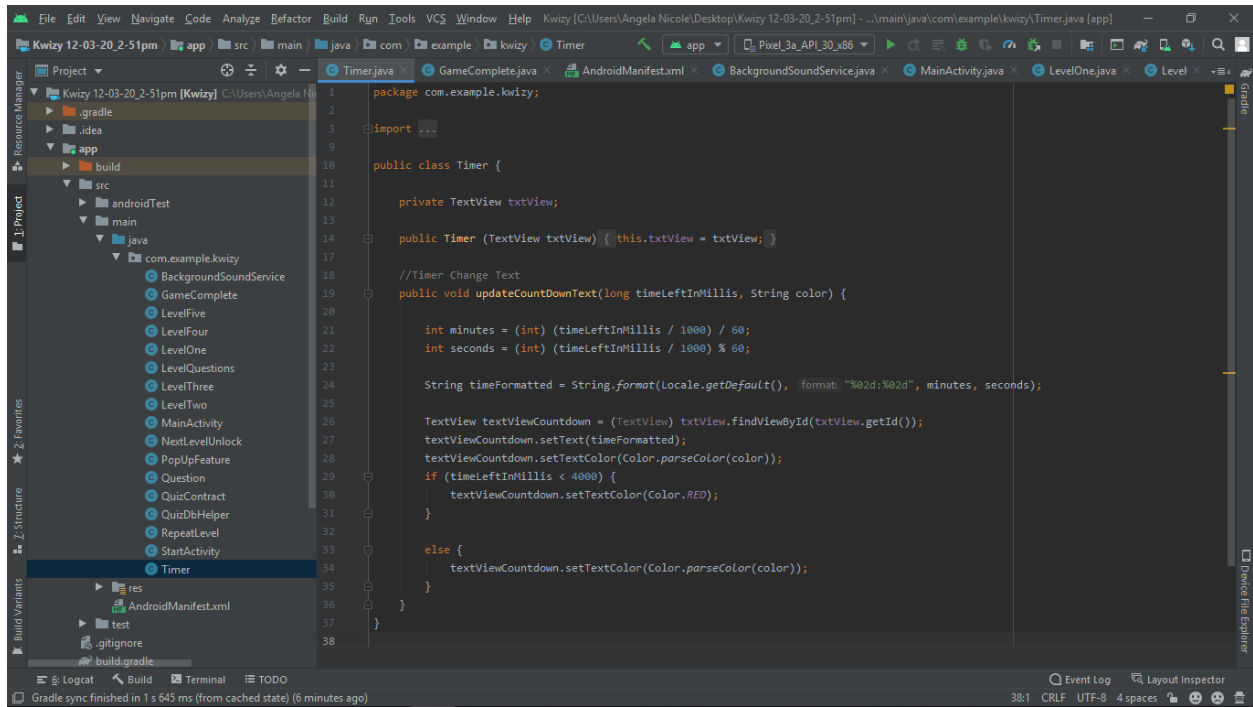 File Edit View Navigate Code Analyze Refactor Build Run Tools VCS Window Help Kwizy [C:\Users\Angela Nicole\Desktop\Kwizy 12-03-20_2-51pm] - ...\main\java\com\example\kwizy\Timer.java [app]
Kwizy 12-03-20_2-51pm app src main java com example kwizy Timer app Pixel_3a_API_30_x86
Project Timer.java GameComplete.java AndroidManifest.xml BackgroundSoundService.java MainActivity.java LevelOne.java Level
Resource Manager
1: Project
2: Favorites
7: Structure
Build Variants
Kwizy 12-03-20_2-51pm [Kwizy] C:\Users\Angela Ni
.gradle
.idea
app
build
src
androidTest
main
java
com.example.kwizy
BackgroundSoundService
GameComplete
LevelFive
LevelFour
LevelOne
LevelQuestions
LevelThree
LevelTwo
MainActivity
NextLevelUnlock
PopUpFeature
Question
QuizContract
QuizDbHelper
RepeatLevel
StartActivity
Timer
res
AndroidManifest.xml
test
.gitignore
build.gradle
1 package com.example.kwizy;
2
3 import ...
9
10 public class Timer {
11
12 private TextView txtView;
13
14 public Timer (TextView txtView) { this.txtView = txtView; }
17
18 //Timer Change Text
19 public void updateCountDownText(long timeLeftInMillis, String color) {
20
21 int minutes = (int) (timeLeftInMillis / 1000) / 60;
22 int seconds = (int) (timeLeftInMillis / 1000) % 60;
23
24 String timeFormatted = String.format(Locale.getDefault(), format: "%02d:%02d", minutes, seconds);
25
26 TextView textViewCountdown = (TextView) txtView.findViewById(txtView.getId());
27 textViewCountdown.setText(timeFormatted);
28 textViewCountdown.setTextColor(Color.parseColor(color));
29 if (timeLeftInMillis < 4000) {
30 textViewCountdown.setTextColor(Color.RED);
31 }
32
33 else {
34 textViewCountdown.setTextColor(Color.parseColor(color));
35 }
36 }
37 }
38
Gradle
Device File Explorer
6: Logcat Build Terminal TODO Event Log Layout Inspector
Gradle sync finished in 1 s 645 ms (from cached state) (6 minutes ago) 38:1 CRLF UTF-8 4 spaces